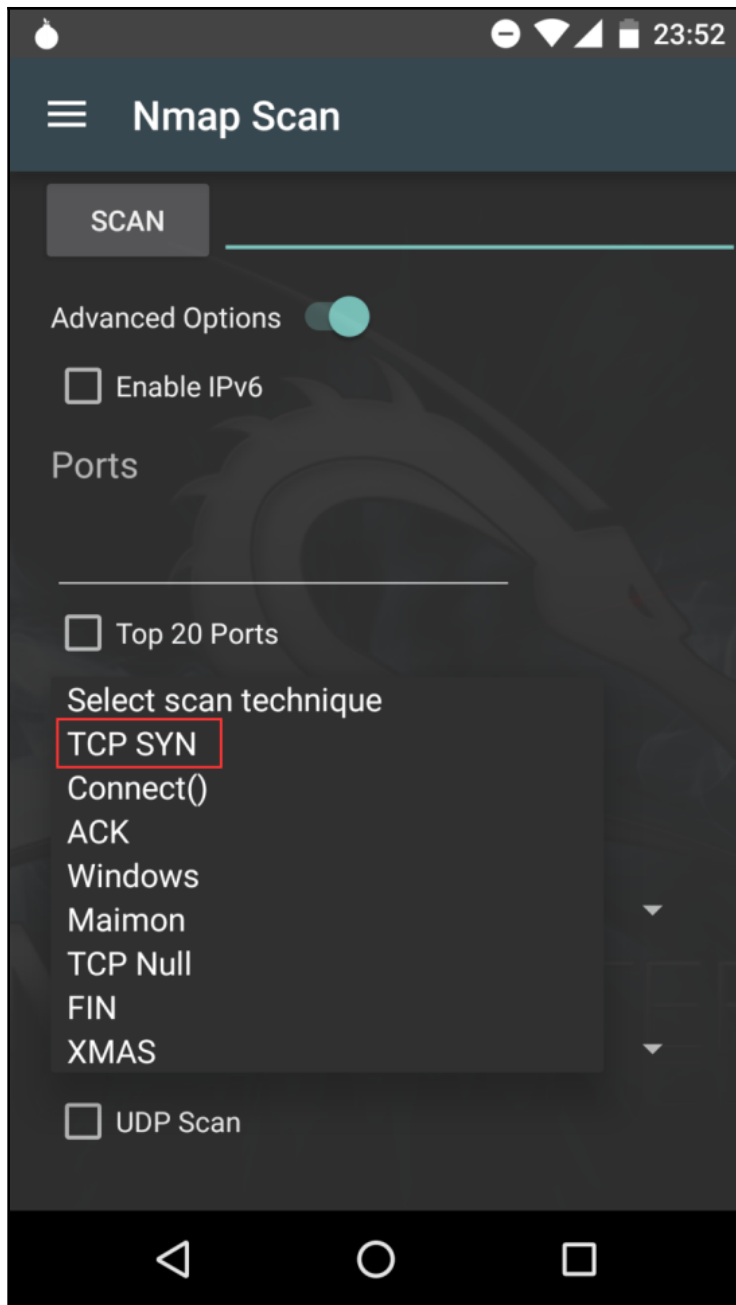 23:52
Nmap Scan
SCAN
Advanced Options
Enable IPv6
Ports
Top 20 Ports
Select scan technique
TCP SYN
Connect()
ACK
Windows
Maimon
TCP Null
FIN
XMAS
UDP Scan